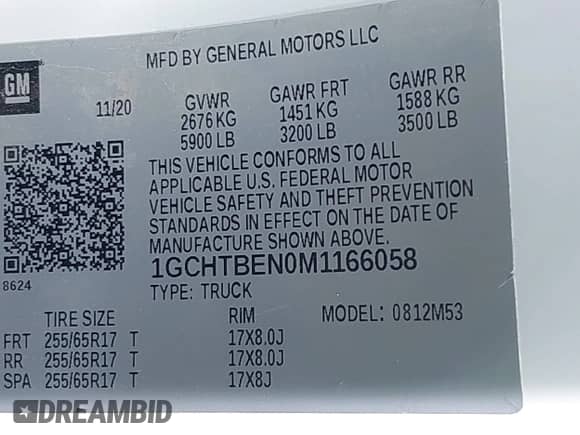 MFD BY GENERAL MOTORS LLC
GM
11/20
GVWR GAWR FRT GAWR RR
2676 KG 1451 KG 1588 KG
5900 LB 3200 LB 3500 LB
THIS VEHICLE CONFORMS TO ALL
APPLICABLE U.S. FEDERAL MOTOR
VEHICLE SAFETY AND THEFT PREVENTION
STANDARDS IN EFFECT ON THE DATE OF
MANUFACTURE SHOWN ABOVE.
8624
1GCHTBEN0M1166058
TYPE: TRUCK MODEL: 0812M53
TIRE SIZE RIM
FRT 255/65R17 T 17X8.0J
RR 255/65R17 T 17X8.0J
SPA 255/65R17 T 17X8J
DREAMBID